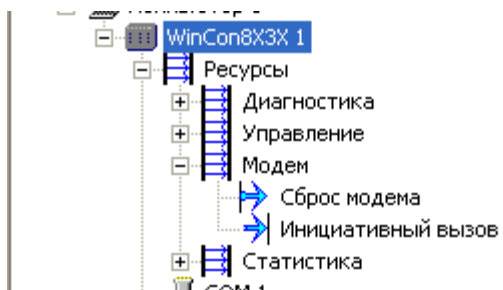 WinCon8X3X 1
Ресурсы
Диагностика
Управление
Модем
Сброс модема
Инициативный вызов
Статистика